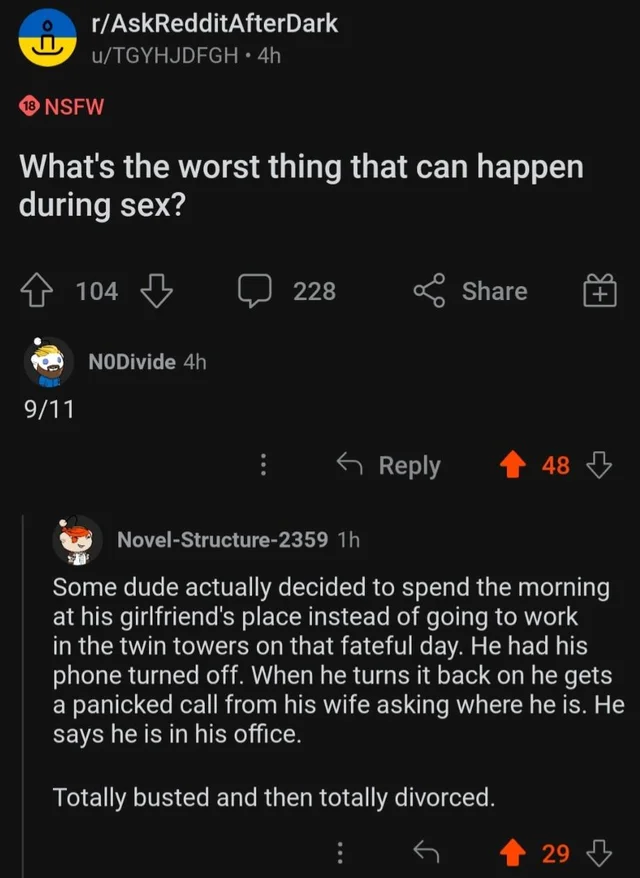 r/AskRedditAfterDark
u/TGYHJDFGH • 4h
18 NSFW
What's the worst thing that can happen
during sex?
104 228 Share
N0Divide 4h
9/11
Reply 48
Novel-Structure-2359 1h
Some dude actually decided to spend the morning
at his girlfriend's place instead of going to work
in the twin towers on that fateful day. He had his
phone turned off. When he turns it back on he gets
a panicked call from his wife asking where he is. He
says he is in his office.
Totally busted and then totally divorced.
29